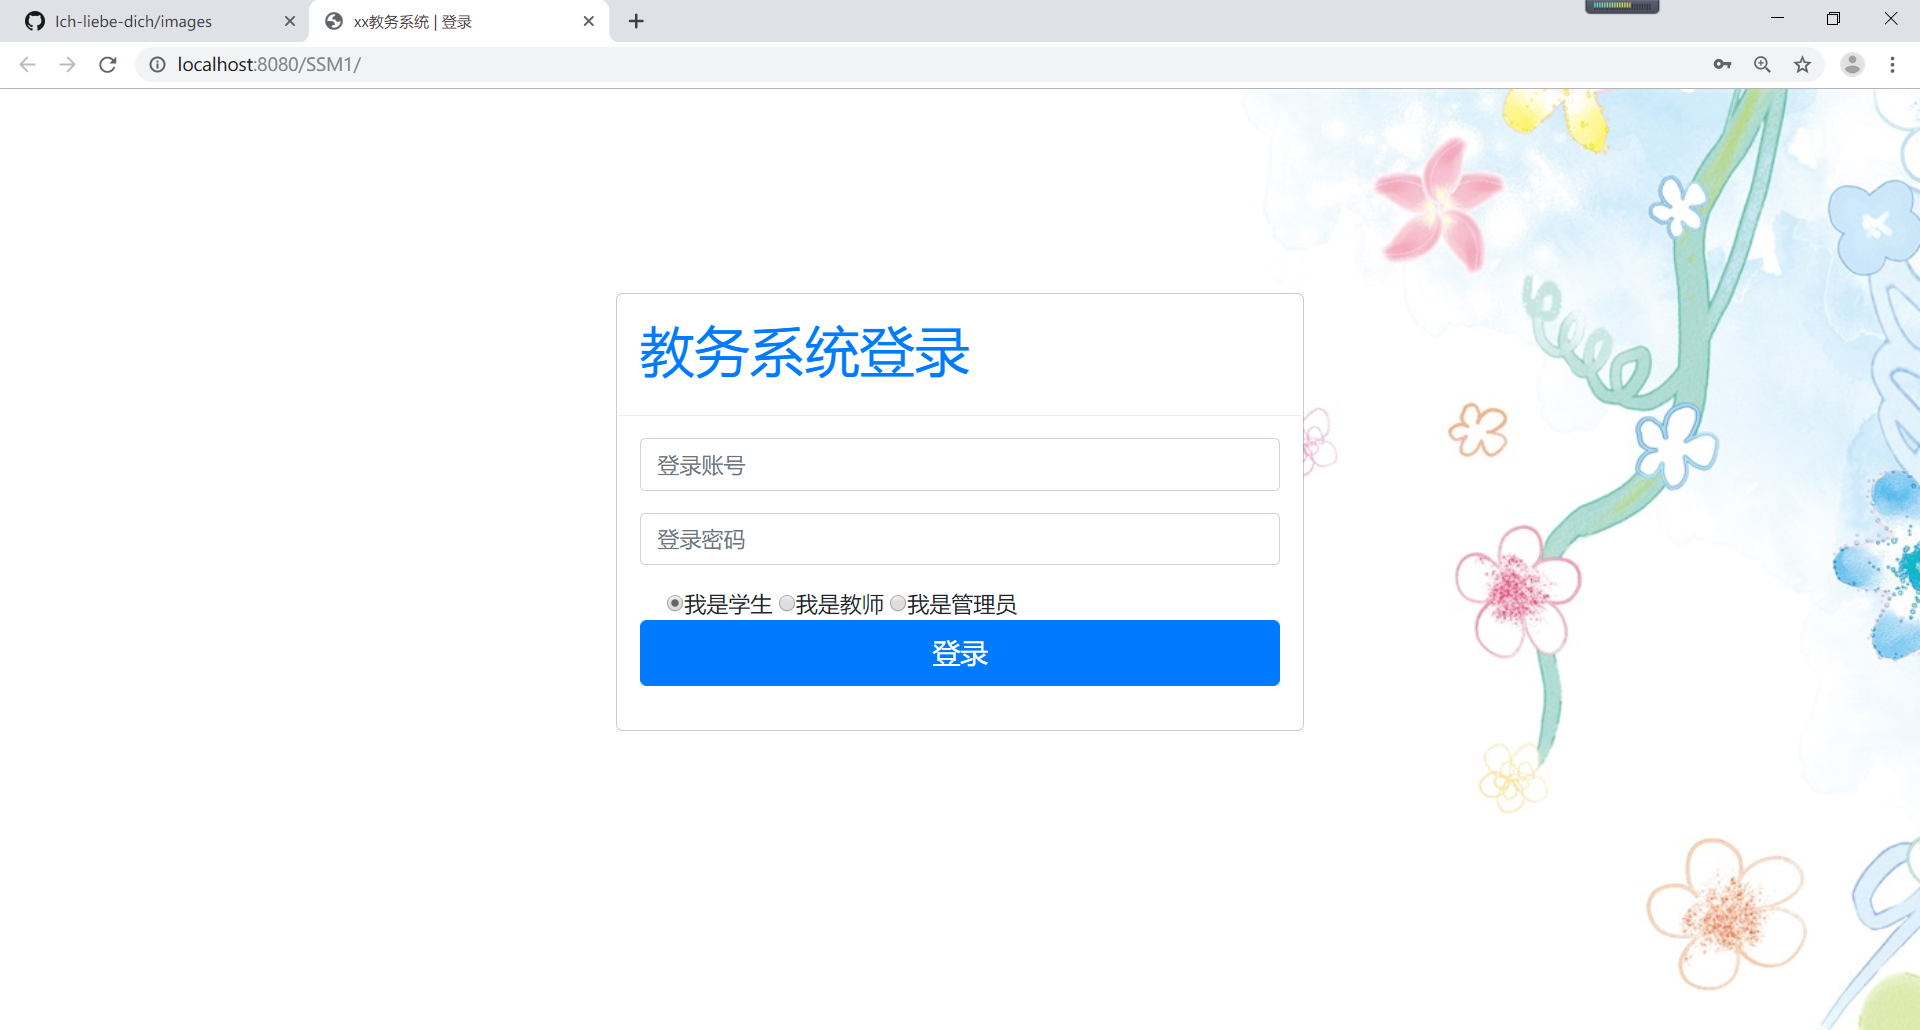 Ich-liebe-dich/images
xx教务系统 | 登录
localhost:8080/SSM1/
教务系统登录
登录账号
登录密码
我是学生 我是教师 我是管理员
登录